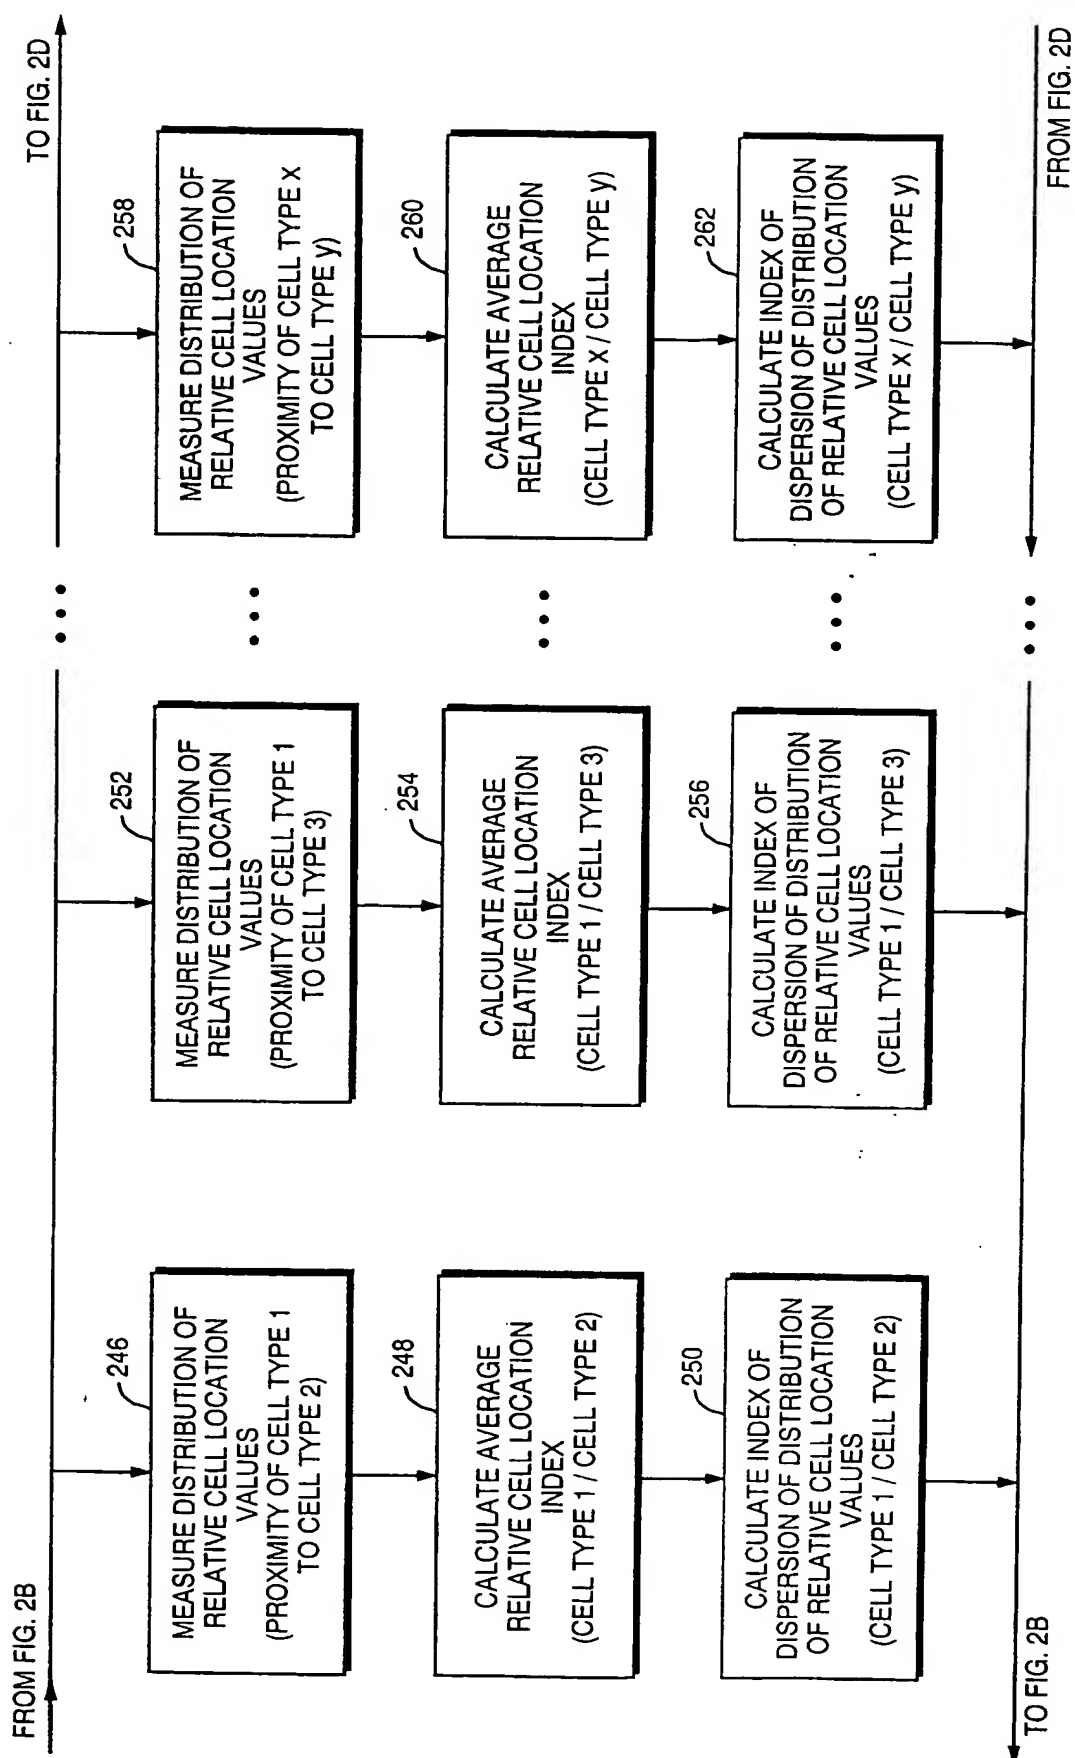 FROM FIG. 2B
TO FIG. 2D
246
MEASURE DISTRIBUTION OF
RELATIVE CELL LOCATION
VALUES
(PROXIMITY OF CELL TYPE 1
TO CELL TYPE 2)
252
MEASURE DISTRIBUTION OF
RELATIVE CELL LOCATION
VALUES
(PROXIMITY OF CELL TYPE 1
TO CELL TYPE 3)
258
MEASURE DISTRIBUTION OF
RELATIVE CELL LOCATION
VALUES
(PROXIMITY OF CELL TYPE x
TO CELL TYPE y)
248
CALCULATE AVERAGE
RELATIVE CELL LOCATION
INDEX
(CELL TYPE 1 / CELL TYPE 2)
254
CALCULATE AVERAGE
RELATIVE CELL LOCATION
INDEX
(CELL TYPE 1 / CELL TYPE 3)
260
CALCULATE AVERAGE
RELATIVE CELL LOCATION
INDEX
(CELL TYPE x / CELL TYPE y)
250
CALCULATE INDEX OF
DISPERSION OF DISTRIBUTION
OF RELATIVE CELL LOCATION
VALUES
(CELL TYPE 1 / CELL TYPE 2)
256
CALCULATE INDEX OF
DISPERSION OF DISTRIBUTION
OF RELATIVE CELL LOCATION
VALUES
(CELL TYPE 1 / CELL TYPE 3)
262
CALCULATE INDEX OF
DISPERSION OF DISTRIBUTION
OF RELATIVE CELL LOCATION
VALUES
(CELL TYPE x / CELL TYPE y)
TO FIG. 2B
FROM FIG. 2D